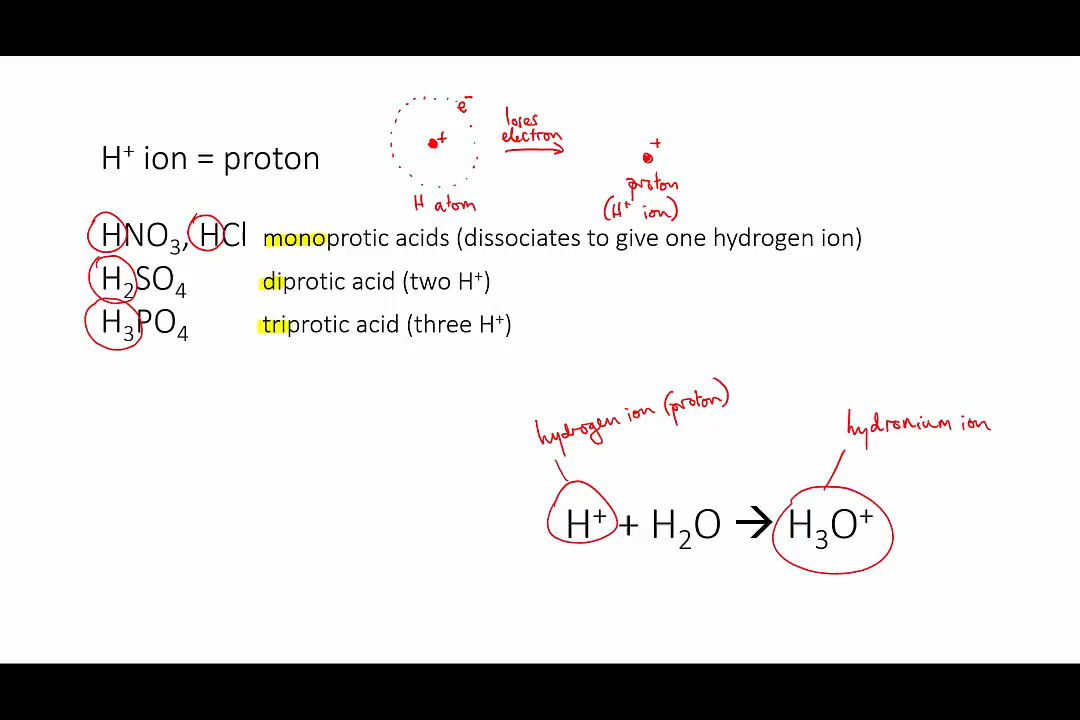 e⁻
+
loses
electron
+
H⁺ ion = proton
proton
H atom
(H⁺ ion)
HNO₃, HCl monoprotic acids (dissociates to give one hydrogen ion)
H₂SO₄ diprotic acid (two H⁺)
H₃PO₄ triprotic acid (three H⁺)
hydrogen ion (proton)
hydronium ion
H⁺ + H₂O → H₃O⁺